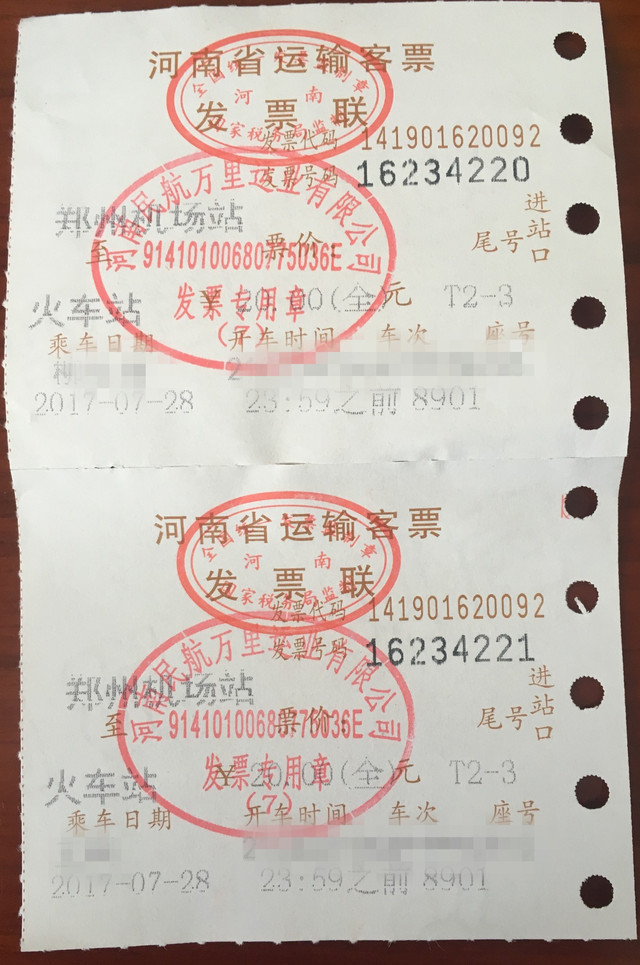 河南省运输客票
全国统一发票监制章
河 南
发 票 联
国家税务局监制
发票代码 141901620092
发票号码 16234220
河南民航万里运业有限公司
郑州机场站
进站口
至 票价: 尾号
91410100680775036E
火车站 ￥ 20.00(全)元 T2-3
发票专用章
(7)
乘车日期 开车时间 车次 座号
2
2017-07-28 23:59之前 8901
河南省运输客票
全国统一发票监制章
河 南
发 票 联
国家税务局监制
发票代码 141901620092
发票号码 16234221
河南民航万里运业有限公司
郑州机场站
进站口
至 票价: 尾号
91410100680775036E
火车站 ￥ 20.00(全)元 T2-3
发票专用章
(7)
乘车日期 开车时间 车次 座号
2
2017-07-28 23:59之前 8901